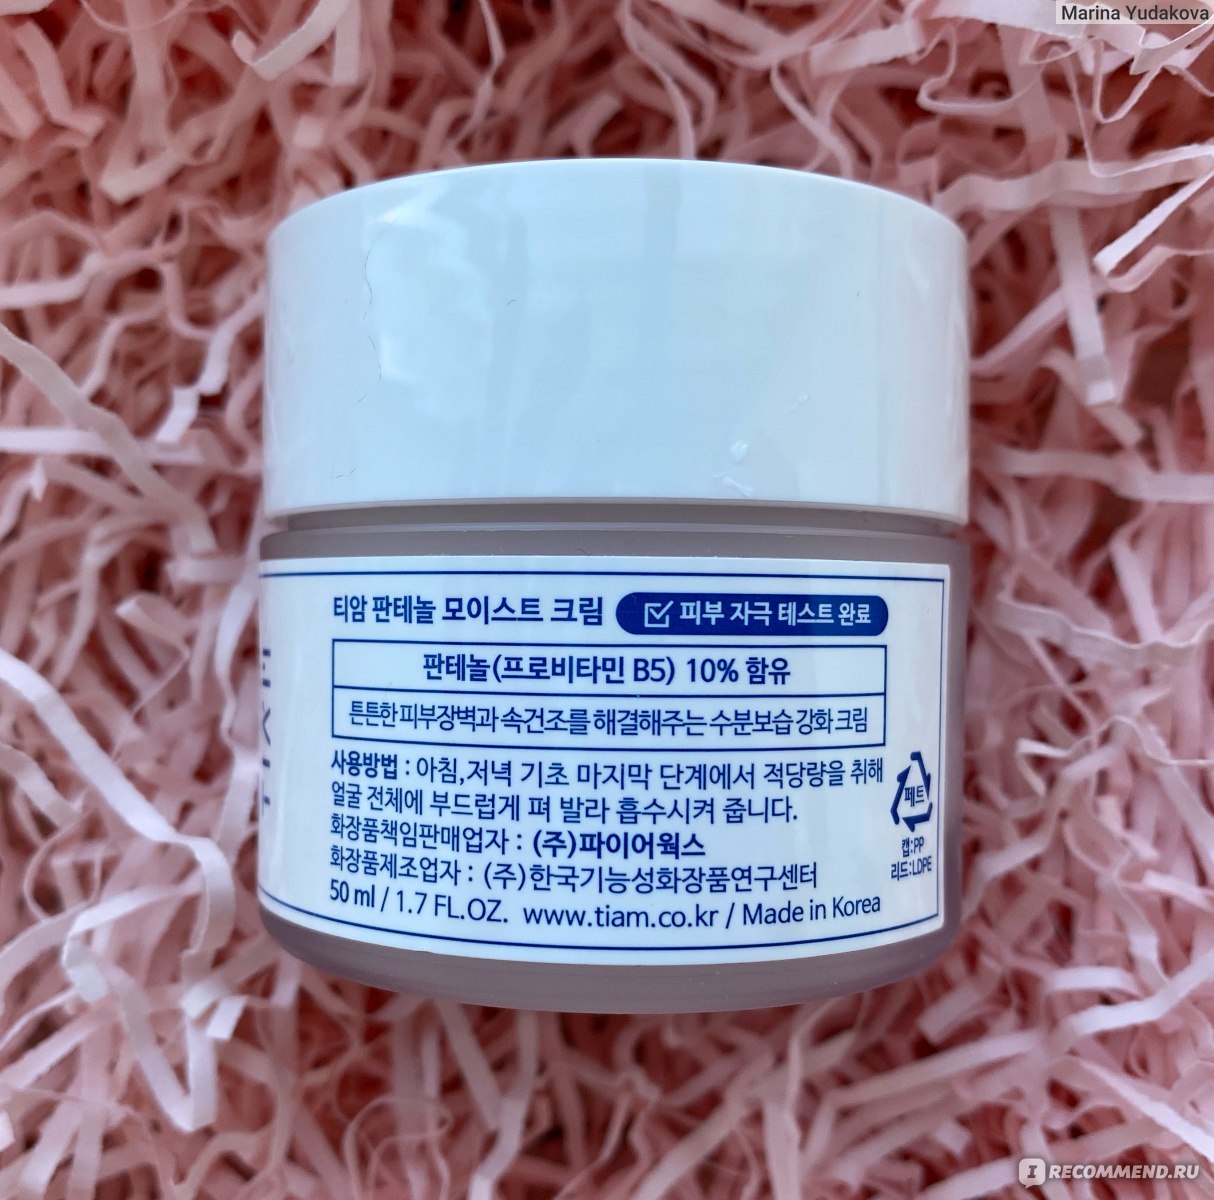 Marina Yudakova
티암 판테놀 모이스트 크림 피부 자극 테스트 완료
판테놀(프로비타민 B5) 10% 함유
튼튼한 피부장벽과 속건조를 해결해주는 수분보습 강화 크림
사용방법 : 아침,저녁 기초 마지막 단계에서 적당량을 취해
얼굴 전체에 부드럽게 펴 발라 흡수시켜 줍니다.
화장품책임판매업자 : (주)파이어웍스
화장품제조업자 : (주)한국기능성화장품연구센터
50 ml / 1.7 FL.OZ. www.tiam.co.kr / Made in Korea
페트
캡:PP
리드:LDPE
I RECOMMEND.RU